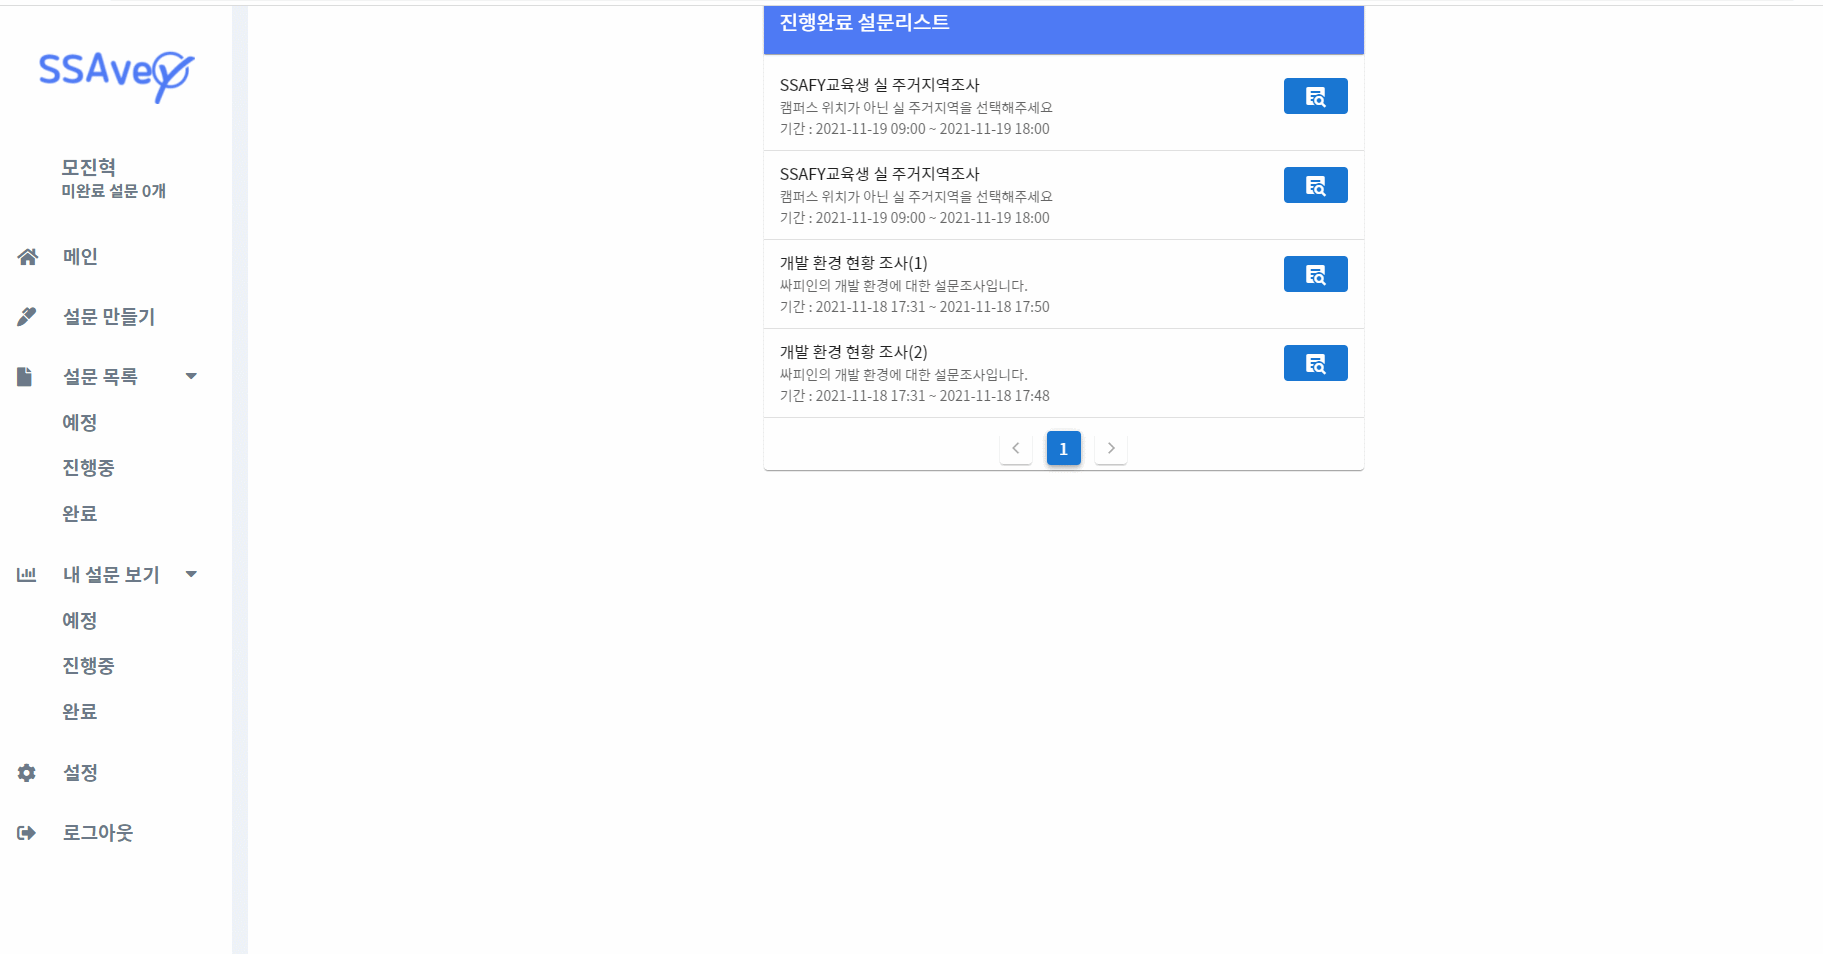 SSAvey
모진혁
미완료 설문 0개
메인
설문 만들기
설문 목록
예정
진행중
완료
내 설문 보기
예정
진행중
완료
설정
로그아웃
진행완료 설문리스트
SSAFY교육생 실 주거지역조사
캠퍼스 위치가 아닌 실 주거지역을 선택해주세요
기간 : 2021-11-19 09:00 ~ 2021-11-19 18:00
SSAFY교육생 실 주거지역조사
캠퍼스 위치가 아닌 실 주거지역을 선택해주세요
기간 : 2021-11-19 09:00 ~ 2021-11-19 18:00
개발 환경 현황 조사(1)
싸피인의 개발 환경에 대한 설문조사입니다.
기간 : 2021-11-18 17:31 ~ 2021-11-18 17:50
개발 환경 현황 조사(2)
싸피인의 개발 환경에 대한 설문조사입니다.
기간 : 2021-11-18 17:31 ~ 2021-11-18 17:48
1